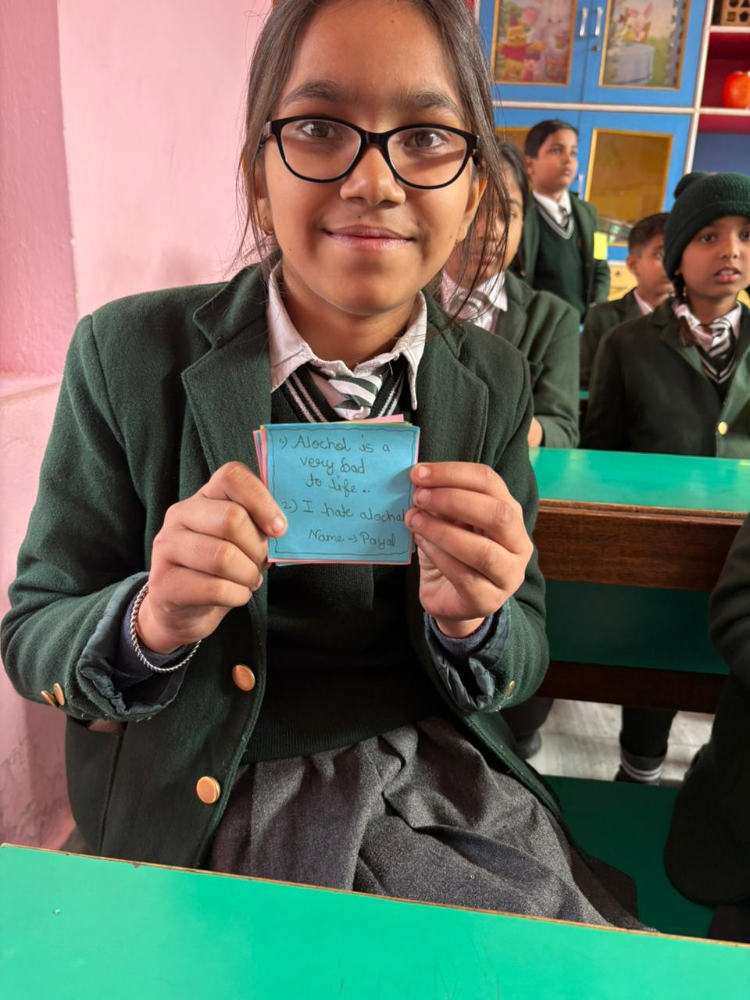 1) Alochol is a
very bad
to life..
2) I hate alochal
Name → Payal